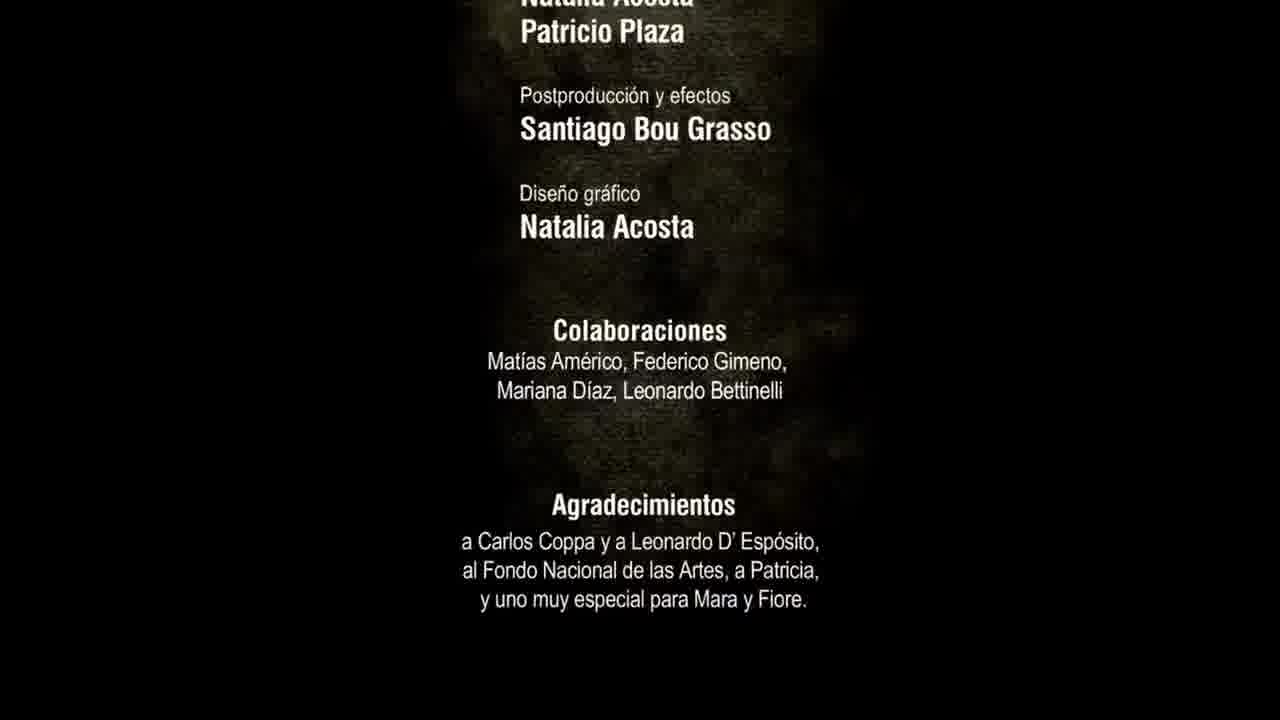 Natalia Acosta
Patricio Plaza
Postproducción y efectos
Santiago Bou Grasso
Diseño gráfico
Natalia Acosta
Colaboraciones
Matías Américo, Federico Gimeno,
Mariana Díaz, Leonardo Bettinelli
Agradecimientos
a Carlos Coppa y a Leonardo D’ Espósito,
al Fondo Nacional de las Artes, a Patricia,
y uno muy especial para Mara y Fiore.